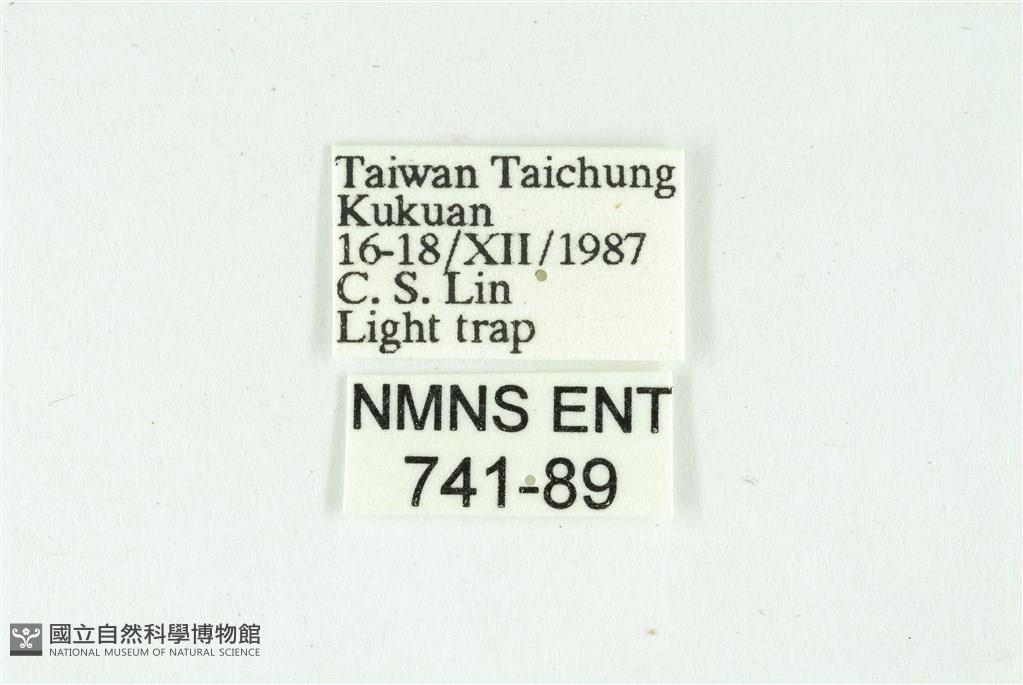 Taiwan Taichung
Kukuan
16-18/XII/1987
C. S. Lin
Light trap
NMNS ENT
741-89
國立自然科學博物館
NATIONAL MUSEUM OF NATURAL SCIENCE